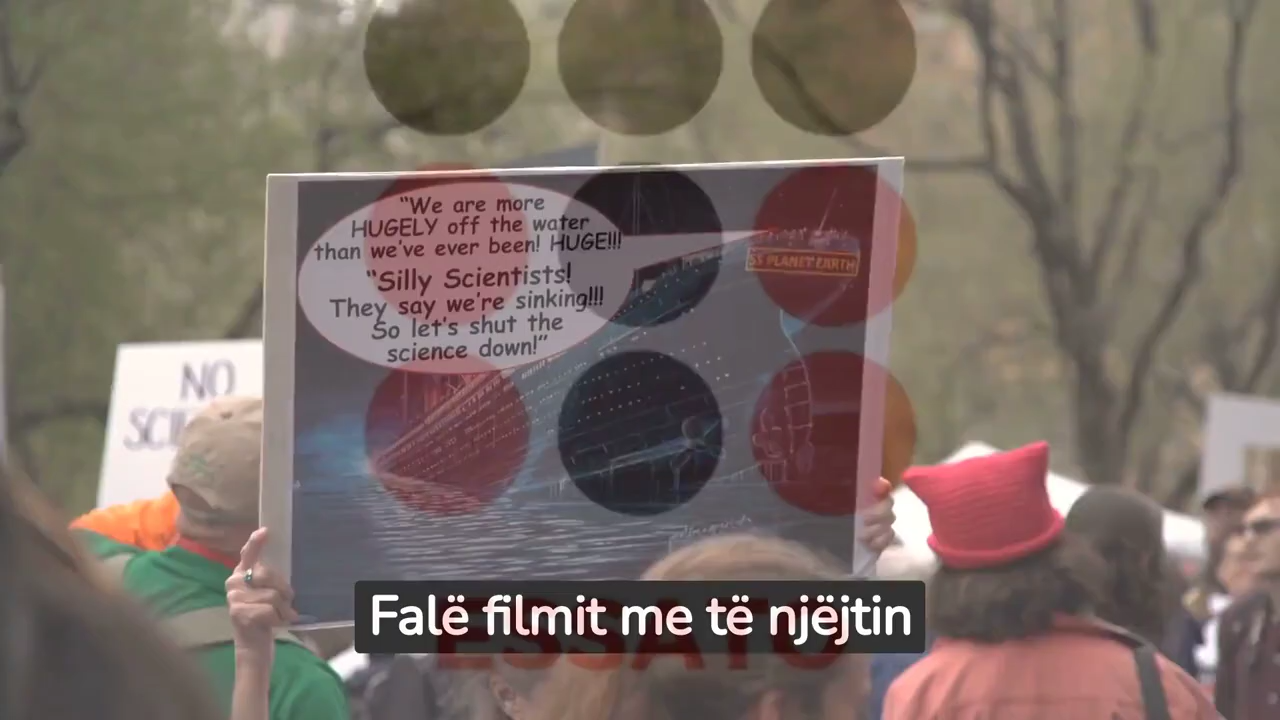 "We are more
HUGELY off the water
than we've ever been! HUGE!!!
"Silly Scientists!
They say we're sinking!!!
So let's shut the
science down!"
SS PLANET EARTH
NO
Falë filmit me të njëjtin
ESSATO